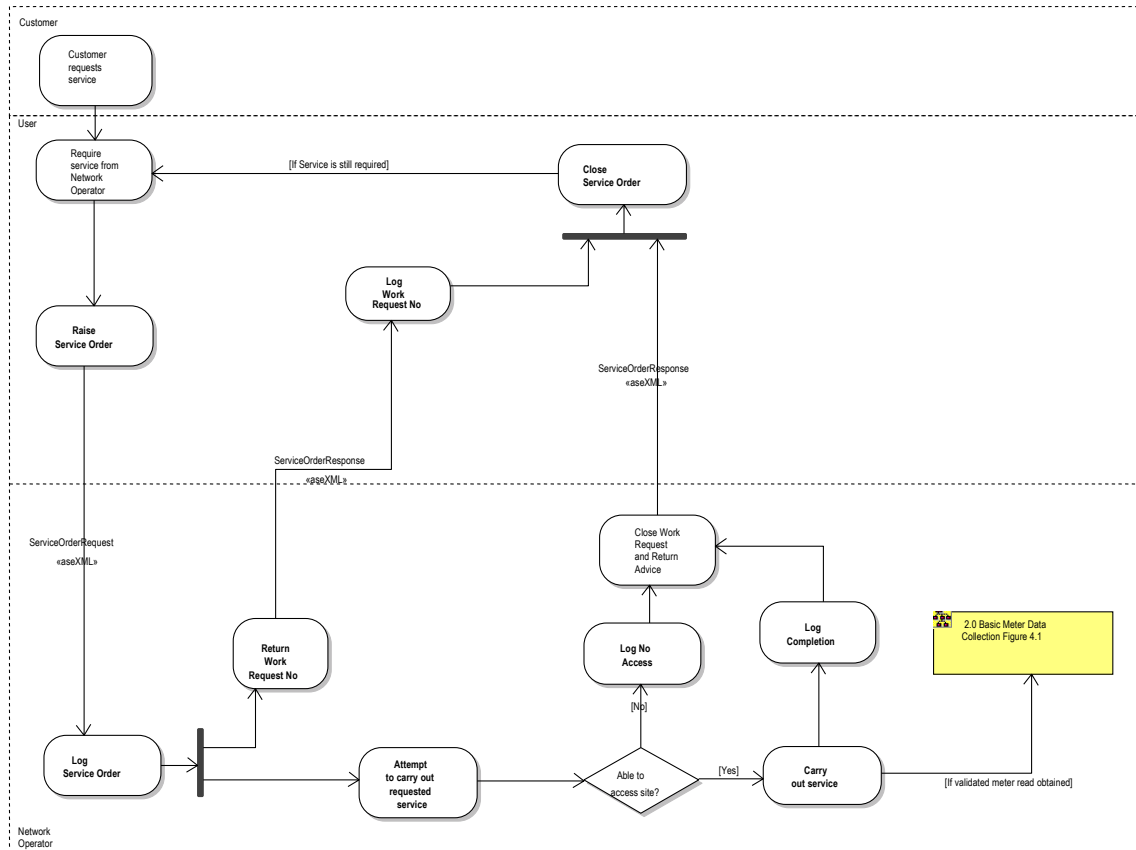 Customer
Customer
requests
service
User
Require
service from
Network
Operator
[If Service is still required]
Close
Service Order
Log
Work
Request No
Raise
Service Order
ServiceOrderResponse
«aseXML»
ServiceOrderResponse
«aseXML»
ServiceOrderRequest
«aseXML»
Close Work
Request
and Return
Advice
Return
Work
Request No
Log No
Access
Log
Completion
2.0 Basic Meter Data
Collection Figure 4.1
[No]
Log
Service Order
Attempt
to carry out
requested
service
Able to
access site?
[Yes]
Carry
out service
[If validated meter read obtained]
Network
Operator